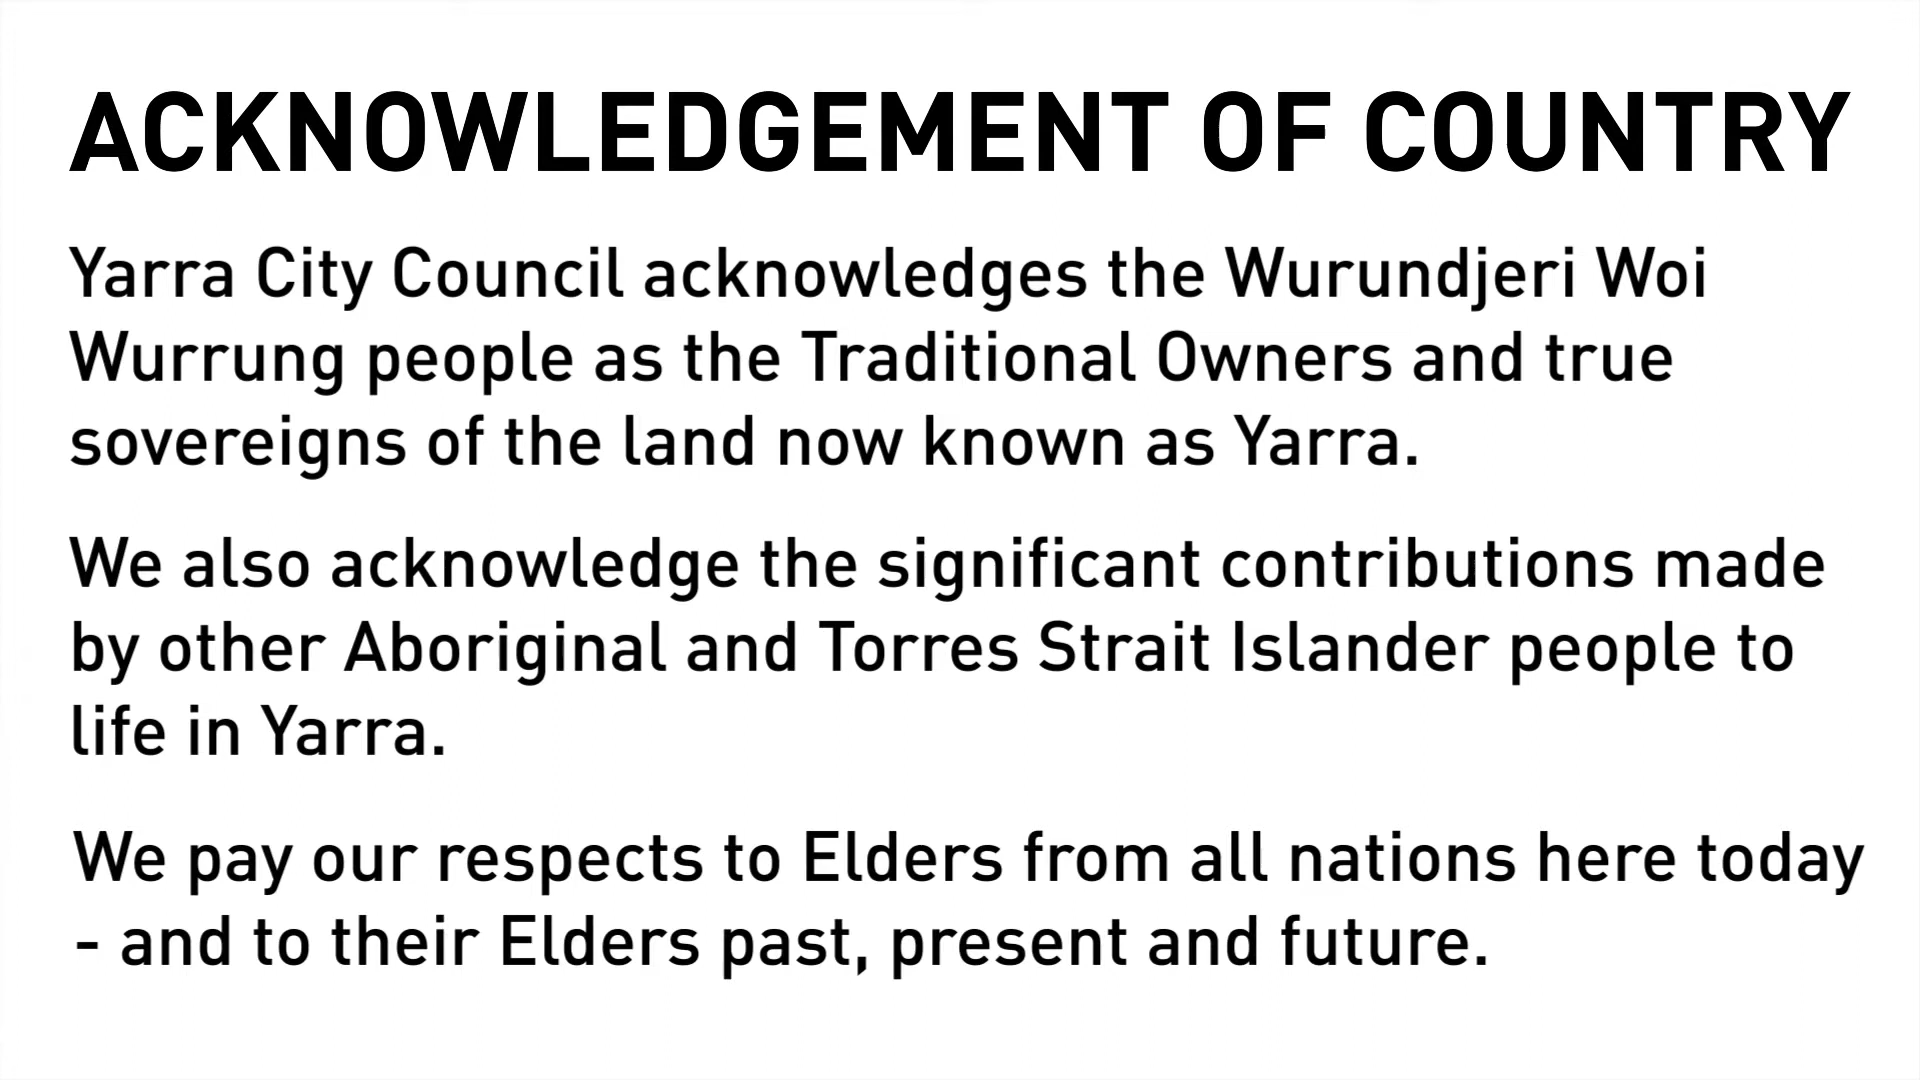 ACKNOWLEDGEMENT OF COUNTRY
Yarra City Council acknowledges the Wurundjeri Woi
Wurrung people as the Traditional Owners and true
sovereigns of the land now known as Yarra.
We also acknowledge the significant contributions made
by other Aboriginal and Torres Strait Islander people to
life in Yarra.
We pay our respects to Elders from all nations here today
- and to their Elders past, present and future.